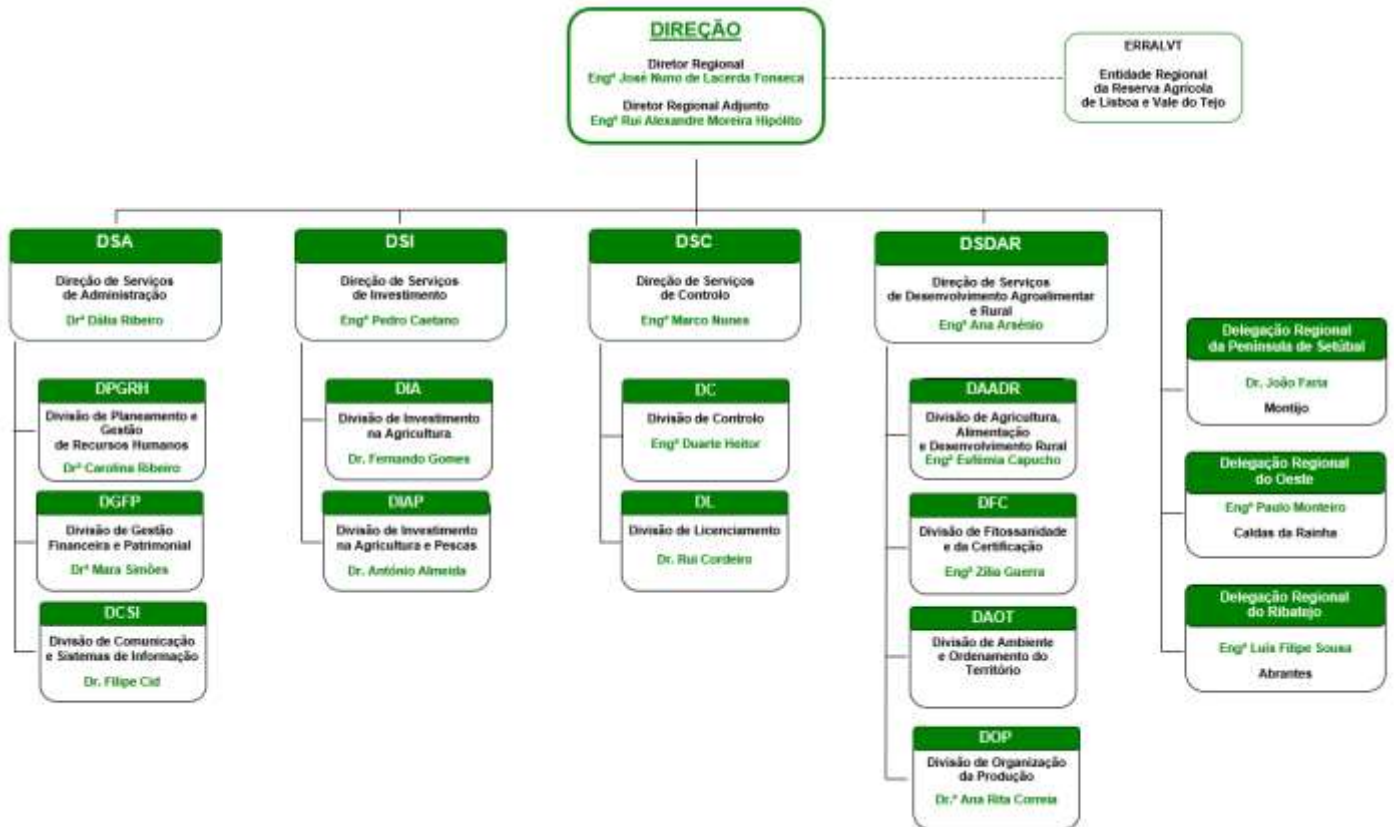 DIREÇÃO
Diretor Regional
Engº José Nuno de Lacerda Fonseca
Diretor Regional Adjunto
Engº Rui Alexandre Moreira Hipólito
ERRALVT
Entidade Regional
da Reserva Agrícola
de Lisboa e Vale do Tejo
DSA
Direção de Serviços
de Administração
Drª Dália Ribeiro
DPGRH
Divisão de Planeamento e
Gestão
de Recursos Humanos
Drª Carolina Ribeiro
DGFP
Divisão de Gestão
Financeira e Patrimonial
Drª Mara Simões
DCSI
Divisão de Comunicação
e Sistemas de Informação
Dr. Filipe Cid
DSI
Direção de Serviços
de Investimento
Engº Pedro Caetano
DIA
Divisão de Investimento
na Agricultura
Dr. Fernando Gomes
DIAP
Divisão de Investimento
na Agricultura e Pescas
Dr. António Almeida
DSC
Direção de Serviços
de Controlo
Engº Marco Nunes
DC
Divisão de Controlo
Engº Duarte Heitor
DL
Divisão de Licenciamento
Dr. Rui Cordeiro
DSDAR
Direção de Serviços
de Desenvolvimento Agroalimentar
e Rural
Engª Ana Arsénio
DAADR
Divisão de Agricultura,
Alimentação
e Desenvolvimento Rural
Engª Eufémia Capucho
DFC
Divisão de Fitossanidade
e da Certificação
Engª Zília Guerra
DAOT
Divisão de Ambiente
e Ordenamento do
Território
DOP
Divisão de Organização
da Produção
Dr.ª Ana Rita Correia
Delegação Regional
da Península de Setúbal
Dr. João Faria
Montijo
Delegação Regional
do Oeste
Engº Paulo Monteiro
Caldas da Rainha
Delegação Regional
do Ribatejo
Engº Luís Filipe Sousa
Abrantes